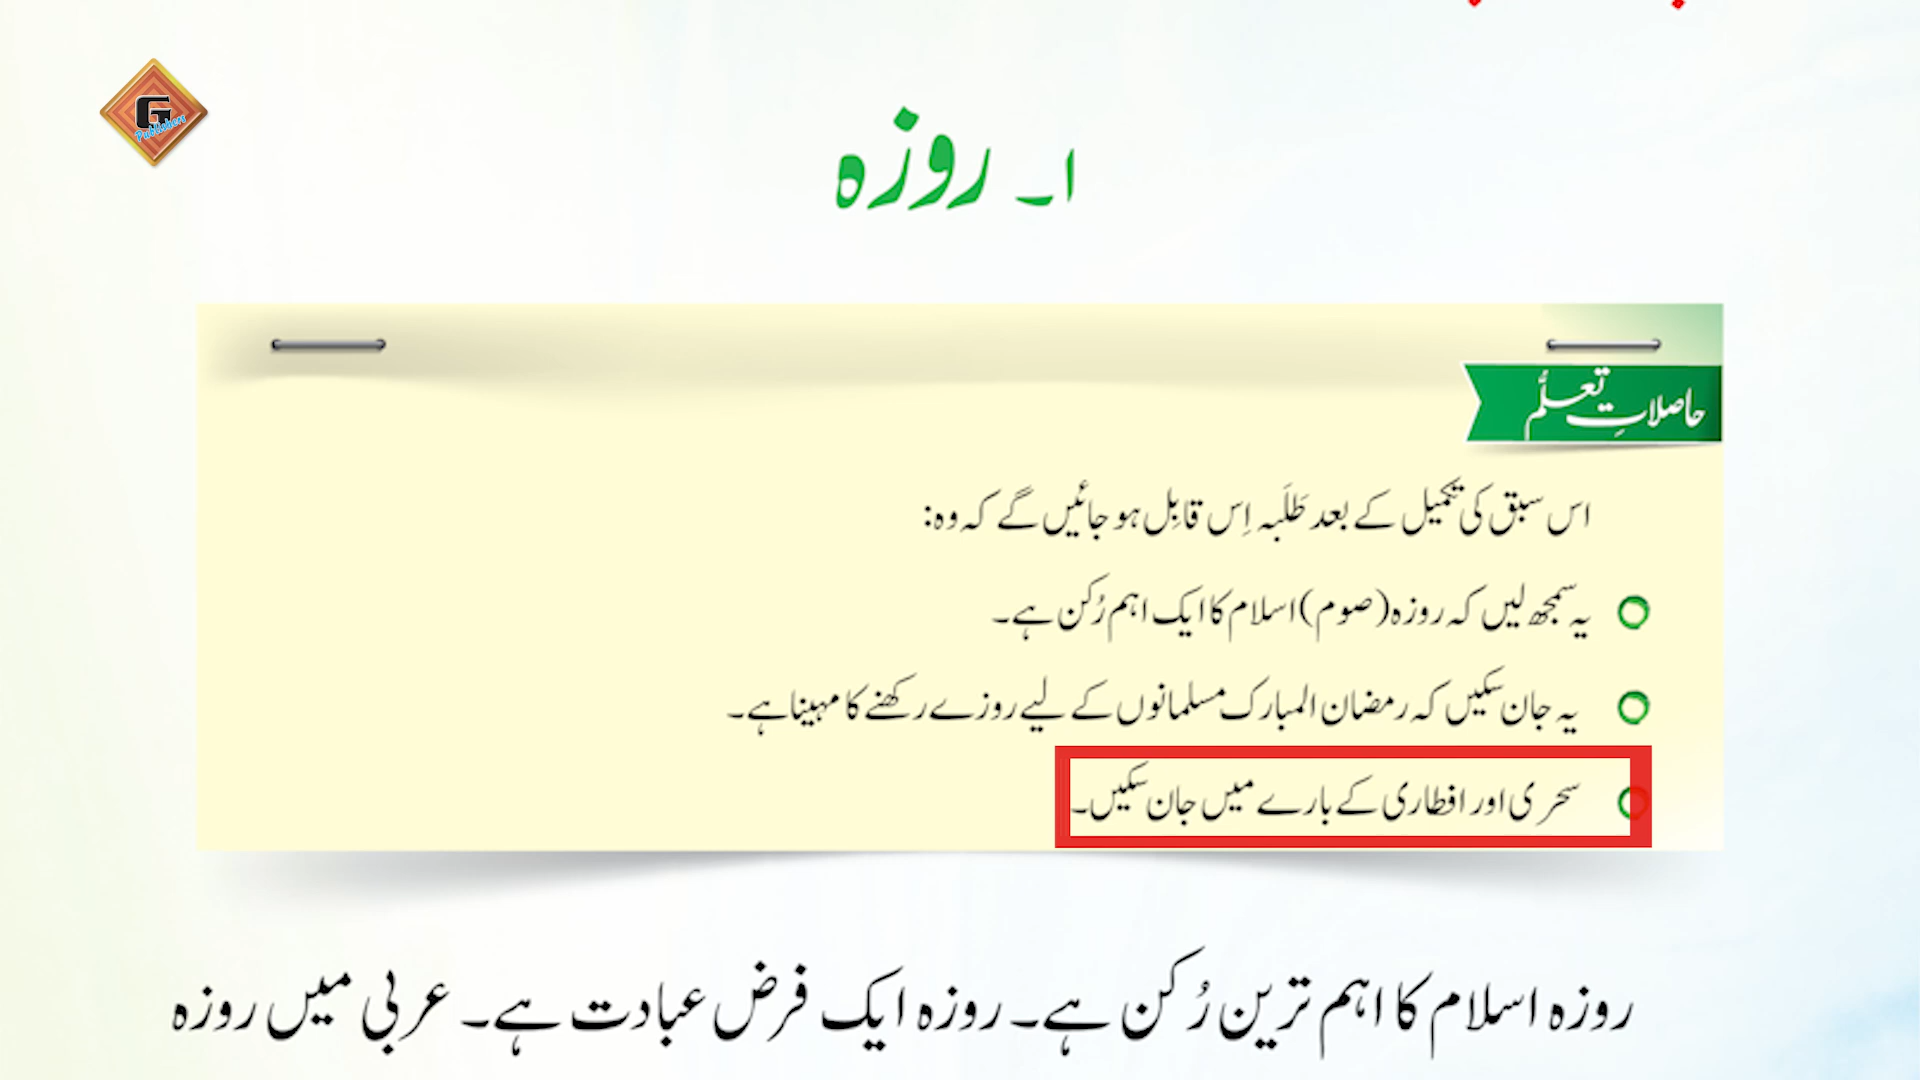 G
Publishers
۱۔ روزہ
حاصلاتِ تعلُّم
اس سبق کی تکمیل کے بعد طَلَبہ اِس قابِل ہو جائیں گے کہ وہ:
یہ سمجھ لیں کہ روزہ (صوم) اسلام کا ایک اہم رُکن ہے۔
یہ جان سکیں کہ رمضان المبارک مسلمانوں کے لیے روزے رکھنے کا مہینا ہے۔
سحری اور افطاری کے بارے میں جان سکیں۔
روزہ اسلام کا اہم ترین رُکن ہے۔ روزہ ایک فرض عبادت ہے۔ عربی میں روزہ